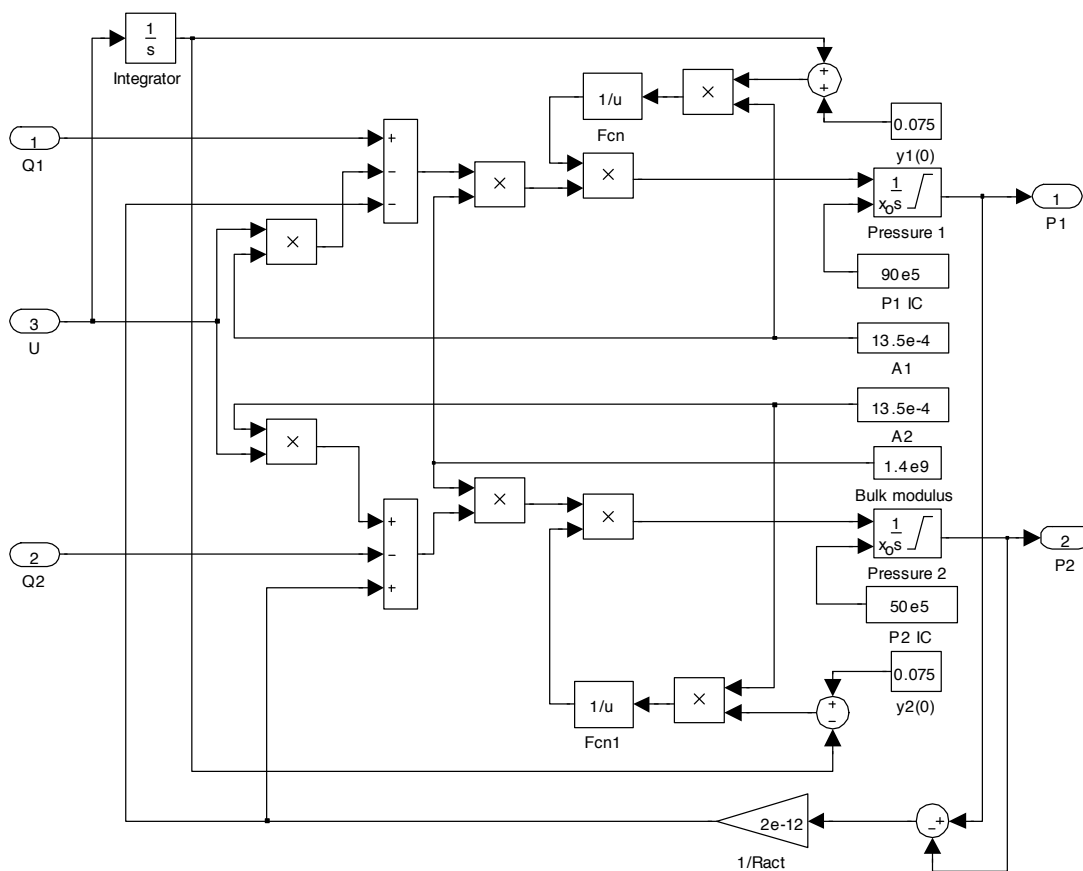 1
s
Integrator
+
+
1/u
Fcn
×
0.075
y1(0)
1
Q1
+
−
−
×
×
1
xo s
Pressure 1
1
P1
×
90e5
P1 IC
3
U
13.5e-4
A1
13.5e-4
A2
×
1.4e9
Bulk modulus
×
×
+
−
+
1
xo s
Pressure 2
2
P2
2
Q2
50e5
P2 IC
0.075
y2(0)
1/u
Fcn1
×
+
−
2e-12
1/Ract
−
+